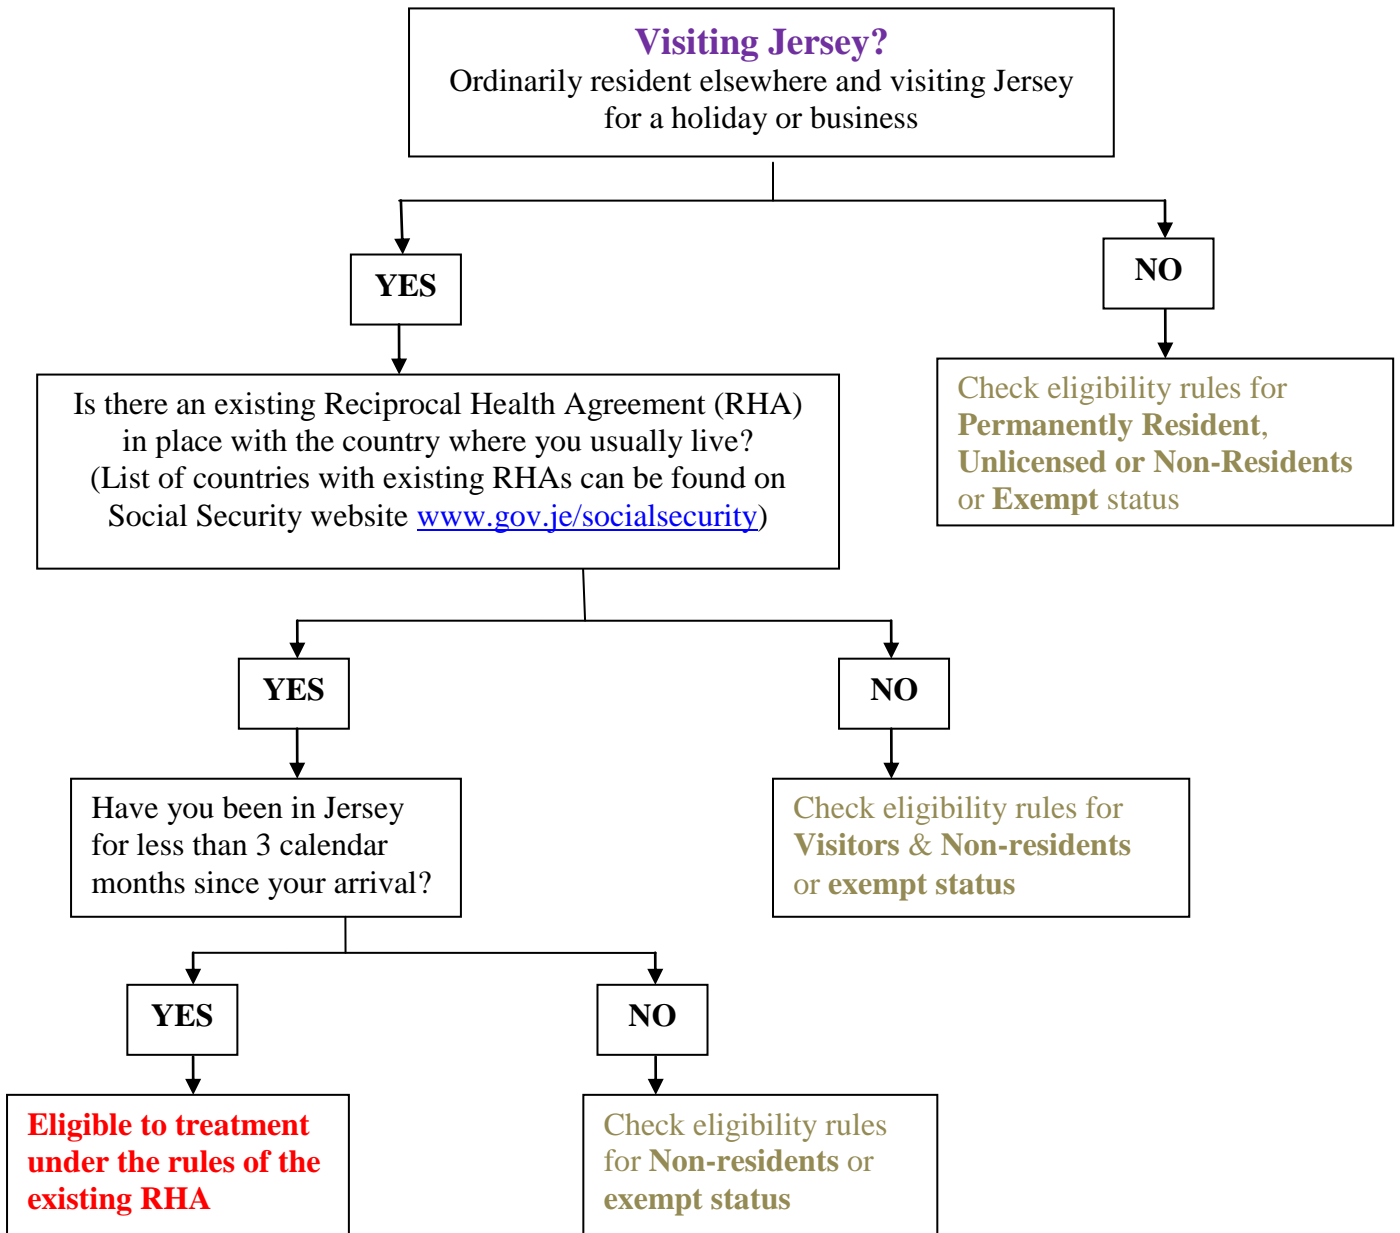 Visiting Jersey?
Ordinarily resident elsewhere and visiting Jersey
for a holiday or business
YES
NO
Is there an existing Reciprocal Health Agreement (RHA)
in place with the country where you usually live?
(List of countries with existing RHAs can be found on
Social Security website www.gov.je/socialsecurity)
Check eligibility rules for
Permanently Resident,
Unlicensed or Non-Residents
or Exempt status
YES
NO
Have you been in Jersey
for less than 3 calendar
months since your arrival?
Check eligibility rules for
Visitors & Non-residents
or exempt status
YES
NO
Eligible to treatment
under the rules of the
existing RHA
Check eligibility rules
for Non-residents or
exempt status